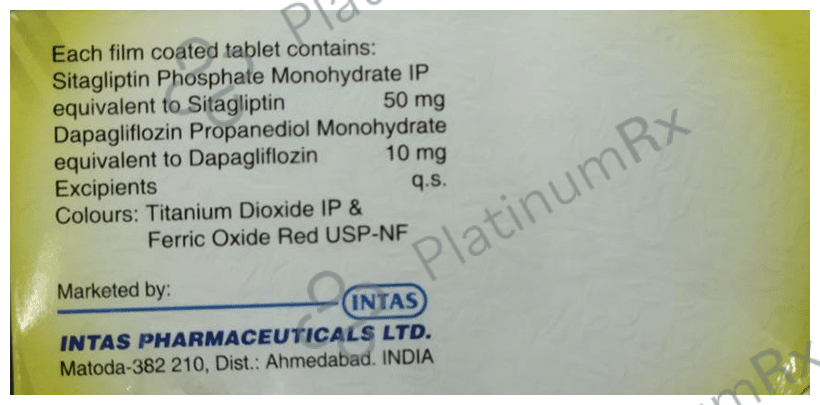 Each film coated tablet contains:
Sitagliptin Phosphate Monohydrate IP
equivalent to Sitagliptin 50 mg
Dapagliflozin Propanediol Monohydrate
equivalent to Dapagliflozin 10 mg
Excipients q.s.
Colours: Titanium Dioxide IP &
Ferric Oxide Red USP-NF
PlatinumRx
Marketed by:
INTAS
INTAS PHARMACEUTICALS LTD.
Matoda-382 210, Dist.: Ahmedabad. INDIA